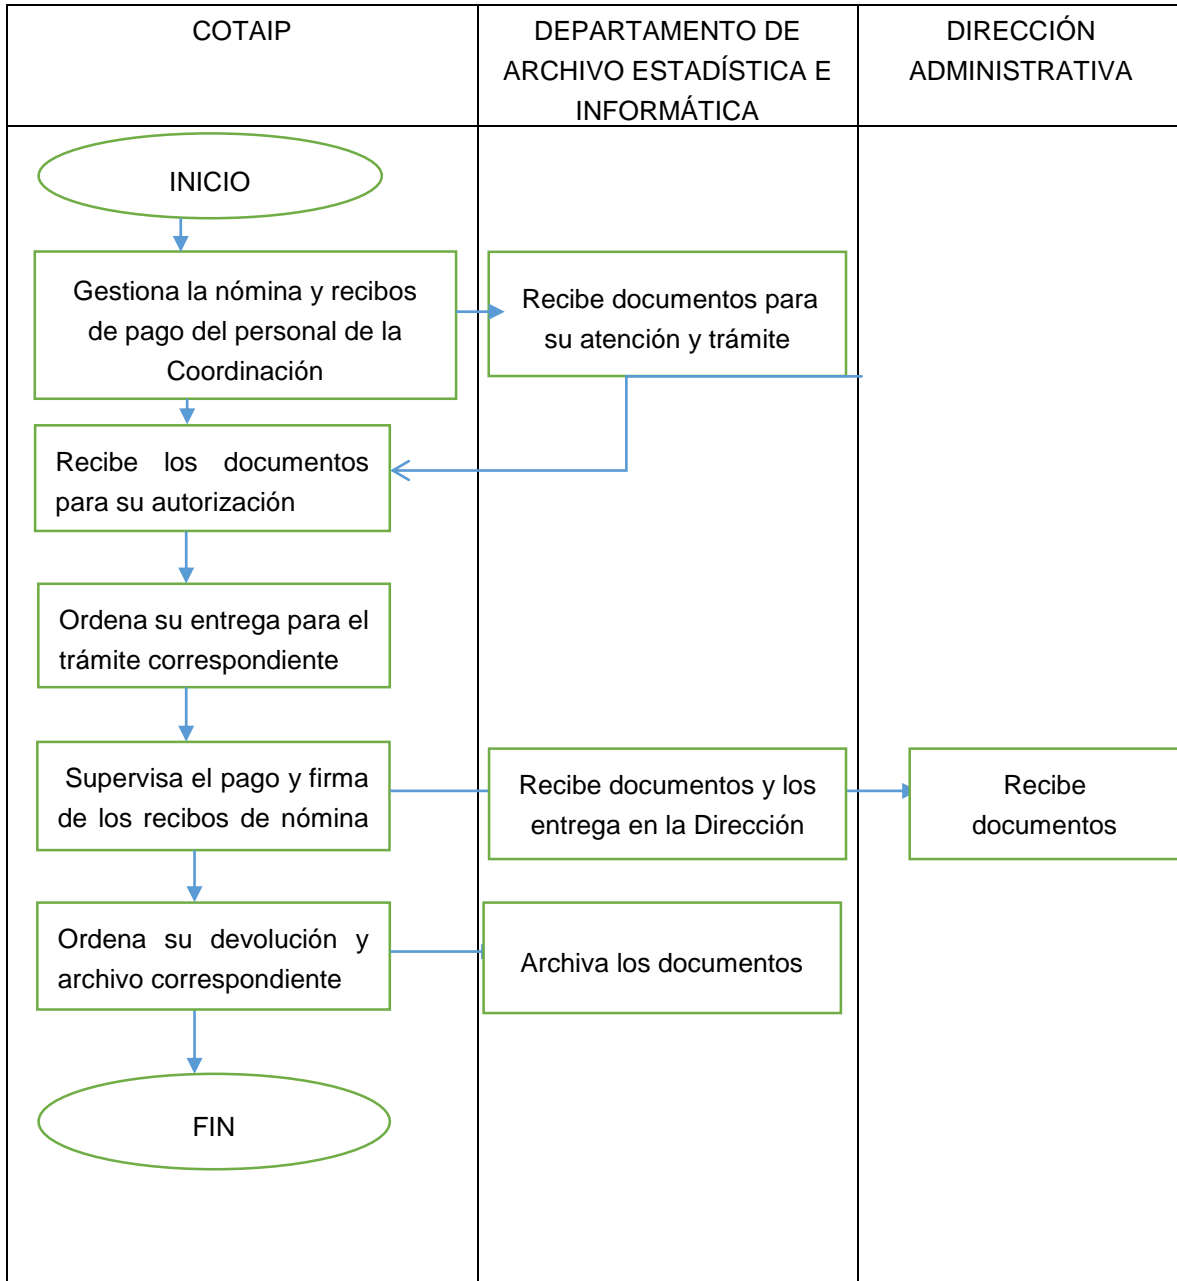 COTAIP
DEPARTAMENTO DE
ARCHIVO ESTADÍSTICA E
INFORMÁTICA
DIRECCIÓN
ADMINISTRATIVA
INICIO
Gestiona la nómina y recibos
de pago del personal de la
Coordinación
Recibe documentos para
su atención y trámite
Recibe los documentos
para su autorización
Ordena su entrega para el
trámite correspondiente
Supervisa el pago y firma
de los recibos de nómina
Recibe documentos y los
entrega en la Dirección
Recibe
documentos
Ordena su devolución y
archivo correspondiente
Archiva los documentos
FIN